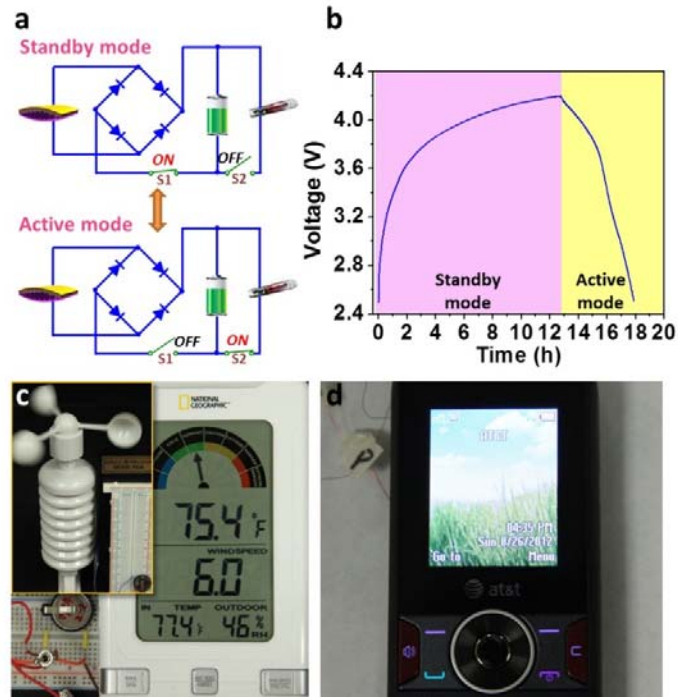 a
Standby mode
ON
S1
OFF
S2
Active mode
OFF
S1
ON
S2
b
4.4
4.0
3.6
3.2
2.8
2.4
Voltage (V)
Standby
mode
Active
mode
0 2 4 6 8 10 12 14 16 18 20
Time (h)
c
NATIONAL
GEOGRAPHIC
75.4 °F
WINDSPEED
6.0
IN TEMP OUTDOOR
77.4 F 46 %
RH
d
AT&T
04:35 PM
Sun 8/26/2012
Go to Menu
at&t